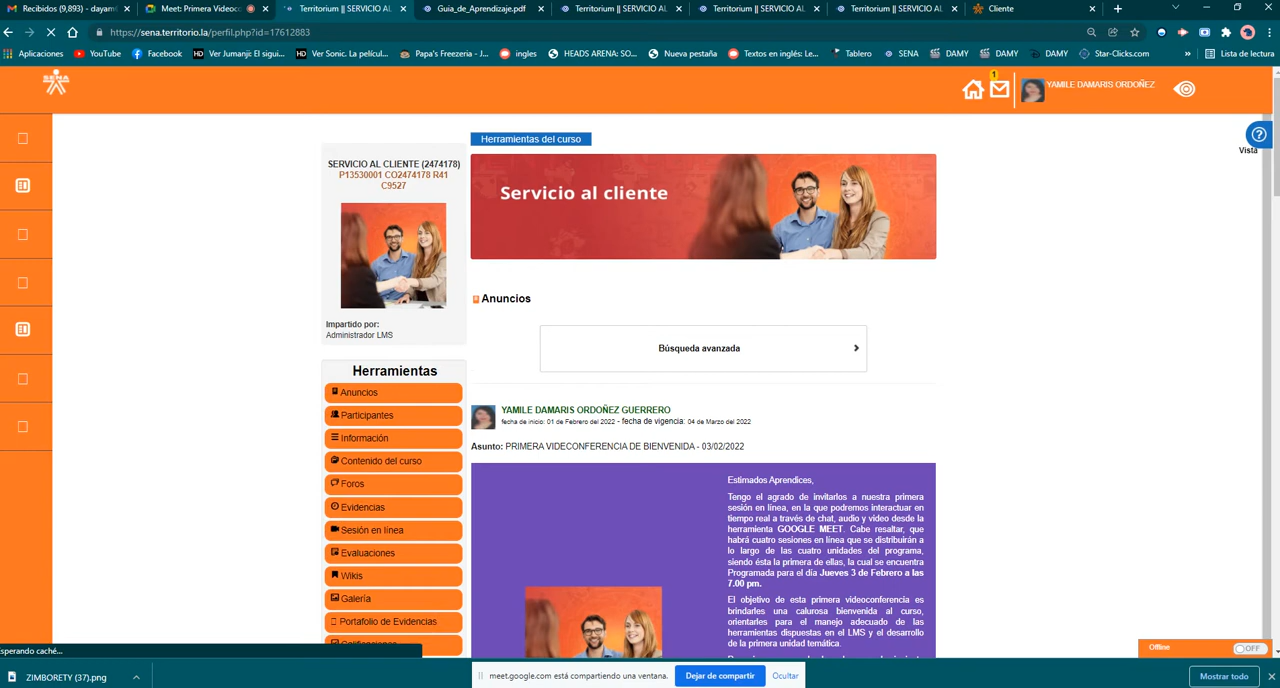 Recibidos (9,893) - dayam
Meet: Primera Videoco
Territorium || SERVICIO AL
Guia_de_Aprendizaje.pdf
Territorium || SERVICIO AL
Territorium || SERVICIO AL
Territorium || SERVICIO AL
Cliente
https://sena.territorio.la/perfil.php?id=17612883
Aplicaciones
YouTube
Facebook
Ver Jumanji: El sigui...
Ver Sonic. La pelícu...
Papa's Freezeria - J...
ingles
HEADS ARENA: SO...
Nueva pestaña
Textos en inglés: Le...
Tablero
SENA
DAMY
DAMY
DAMY
Star-Clicks.com
»
Lista de lectura
SENA
1
YAMILE DAMARIS ORDOÑEZ
Vista
Herramientas del curso
SERVICIO AL CLIENTE (2474178)
P13530001 CO2474178 R41
C9527
Servicio al cliente
Impartido por:
Administrador LMS
Anuncios
Búsqueda avanzada
Herramientas
Anuncios
Participantes
Información
Contenido del curso
Foros
Evidencias
Sesión en línea
Evaluaciones
Wikis
Galería
Portafolio de Evidencias
Calificaciones
YAMILE DAMARIS ORDOÑEZ GUERRERO
fecha de inicio: 01 de Febrero del 2022 - fecha de vigencia: 04 de Marzo del 2022
Asunto: PRIMERA VIDECONFERENCIA DE BIENVENIDA - 03/02/2022
Estimados Aprendices,
Tengo el agrado de invitarlos a nuestra primera
sesión en línea, en la que podremos interactuar en
tiempo real a través de chat, audio y video desde la
herramienta GOOGLE MEET. Cabe resaltar, que
habrá cuatro sesiones en línea que se distribuirán a
lo largo de las cuatro unidades del programa,
siendo ésta la primera de ellas, la cual se encuentra
Programada para el día Jueves 3 de Febrero a las
7.00 pm.
El objetivo de esta primera videoconferencia es
brindarles una calurosa bienvenida al curso,
orientarles para el manejo adecuado de las
herramientas dispuestas en el LMS y el desarrollo
de la primera unidad temática.
Offline
OFF
sperando caché...
ZIMBORETY (37).png
meet.google.com está compartiendo una ventana.
Dejar de compartir
Ocultar
Mostrar todo